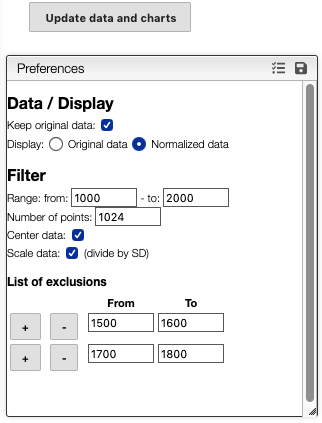 Update data and charts
Preferences
Data / Display
Keep original data:
Display: Original data Normalized data
Filter
Range: from: 1000 - to: 2000
Number of points: 1024
Center data:
Scale data: (divide by SD)
List of exclusions
From To
+ - 1500 1600
+ - 1700 1800